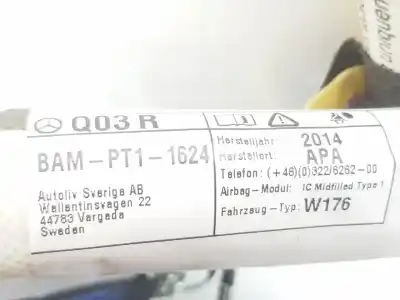 Q03 R
BAM-PT1-1624
Autoliv Sverige AB
Wallentinsvagen 22
44783 Vargada
Sweden
Herstelljahr: 2014
Herstellort: APA
Telefon: (+46)(0)322/6262-00
Airbag-Modul: IC Midfilled Type 1
Fahrzeug-Typ: W176